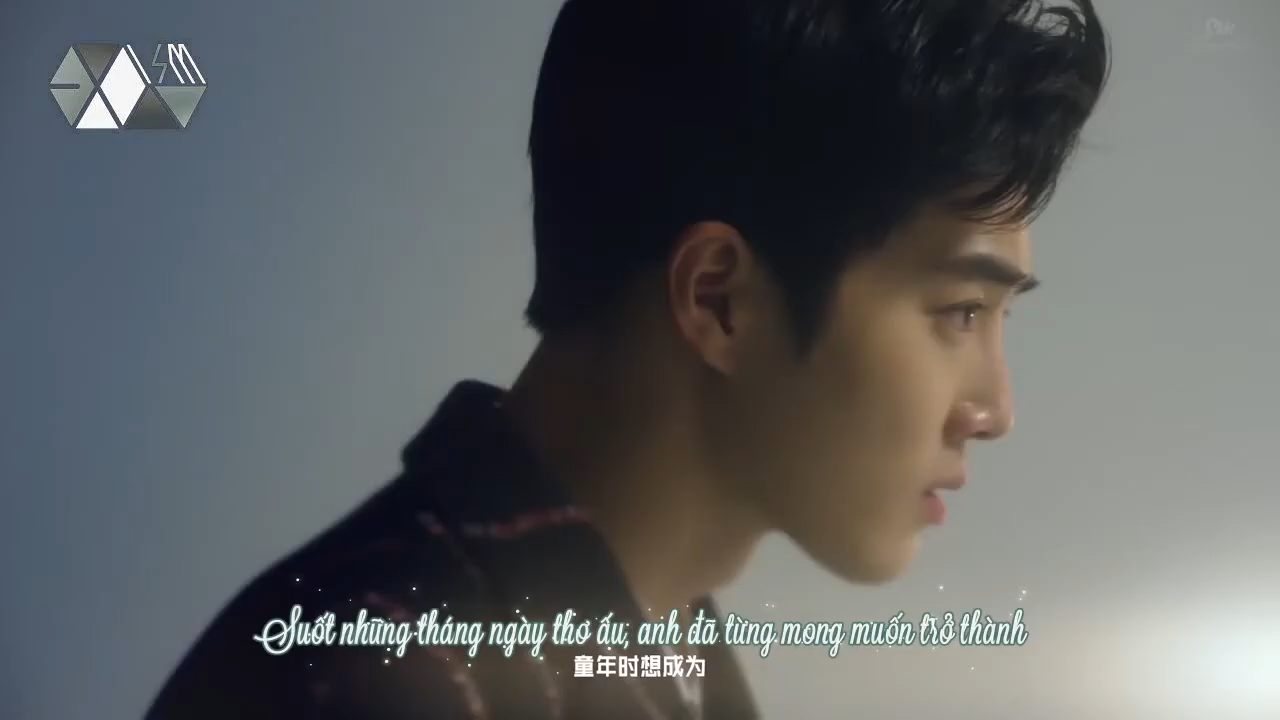 Suốt những tháng ngày thơ ấu, anh đã từng mong muốn trở thành
童年时想成为